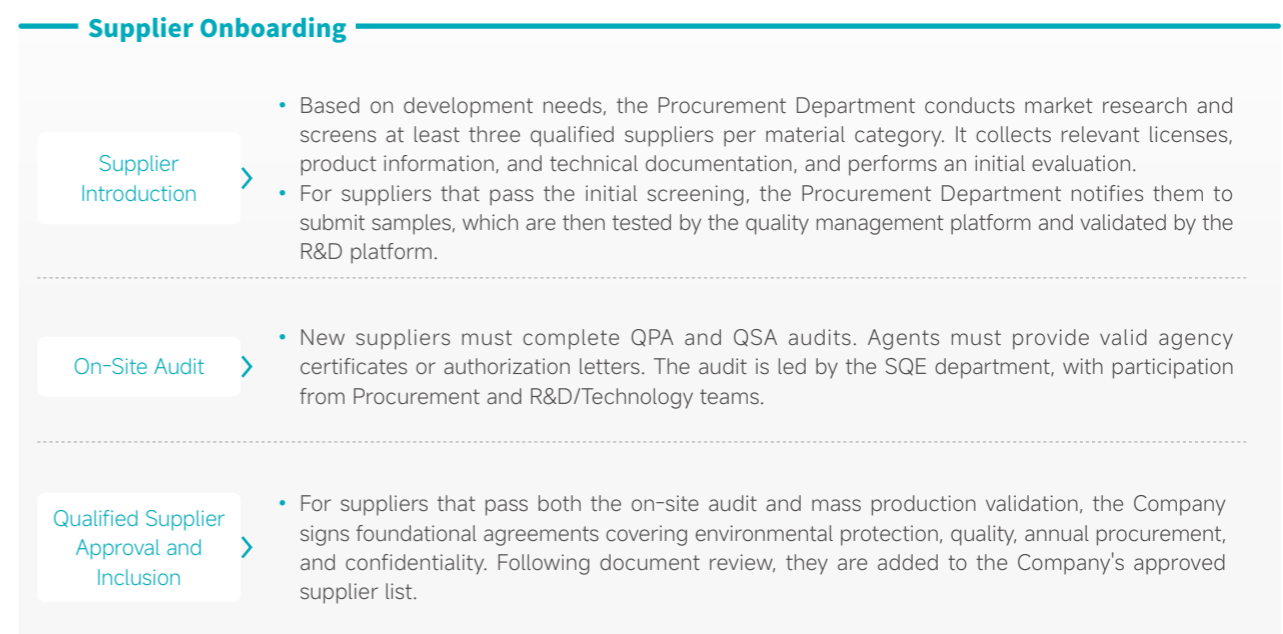 Supplier Onboarding
Supplier
Introduction
• Based on development needs, the Procurement Department conducts market research and
screens at least three qualified suppliers per material category. It collects relevant licenses,
product information, and technical documentation, and performs an initial evaluation.
• For suppliers that pass the initial screening, the Procurement Department notifies them to
submit samples, which are then tested by the quality management platform and validated by the
R&D platform.
On-Site Audit
• New suppliers must complete QPA and QSA audits. Agents must provide valid agency
certificates or authorization letters. The audit is led by the SQE department, with participation
from Procurement and R&D/Technology teams.
Qualified Supplier
Approval and
Inclusion
• For suppliers that pass both the on-site audit and mass production validation, the Company
signs foundational agreements covering environmental protection, quality, annual procurement,
and confidentiality. Following document review, they are added to the Company's approved
supplier list.